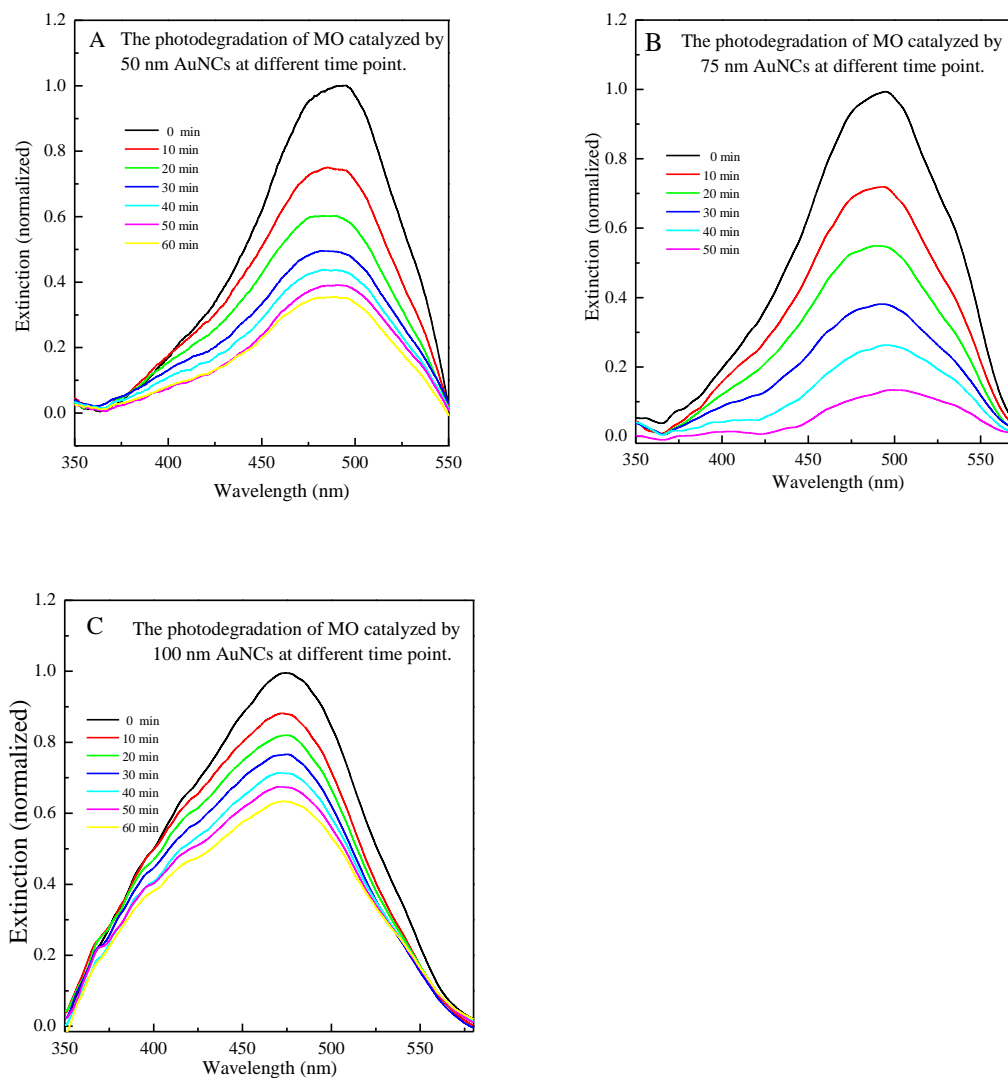 A The photodegradation of MO catalyzed by
50 nm AuNCs at different time point.
1.2
1.0
0.8
0.6
0.4
0.2
0.0
Extinction (normalized)
0 min
10 min
20 min
30 min
40 min
50 min
60 min
350 400 450 500 550
Wavelength (nm)
B The photodegradation of MO catalyzed by
75 nm AuNCs at different time point.
1.2
1.0
0.8
0.6
0.4
0.2
0.0
Extinction (normalized)
0 min
10 min
20 min
30 min
40 min
50 min
350 400 450 500 550
Wavelength (nm)
C The photodegradation of MO catalyzed by
100 nm AuNCs at different time point.
1.2
1.0
0.8
0.6
0.4
0.2
0.0
Extinction (normalized)
0 min
10 min
20 min
30 min
40 min
50 min
60 min
350 400 450 500 550
Wavelength (nm)